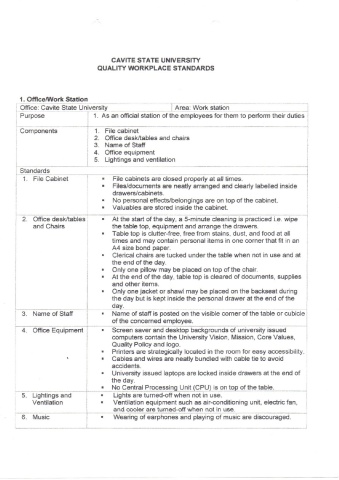 CAVITE STATE UNIVERSITY
QUALITY WORKPLACE STANDARDS
1. Office/Work Station
Office: Cavite State University Area: Work station
Purpose 1. As an official station of the employees for them to perform their duties
Components 1. File cabinet
2. Office desk/tables and chairs
3. Name of Staff
4. Office equipment
5. Lightings and ventilation
Standards
1. File Cabinet • File cabinets are closed properly at all times.
• Files/documents are neatly arranged and clearly labelled inside
drawers/cabinets.
• No personal effects/belongings are on top of the cabinet.
• Valuables are stored inside the cabinet.
2. Office desk/tables • At the start of the day, a 5-minute cleaning is practiced i.e. wipe
and Chairs the table top, equipment and arrange the drawers.
• Table top is clutter-free, free from stains, dust, and food at all
times and may contain personal items in one corner that fit in an
A4 size bond paper.
• Clerical chairs are tucked under the table when not in use and at
the end of the day.
• Only one pillow may be placed on top of the chair
• At the end of the day, table top is cleared of documents, supplies
and other items.
• Only one jacket or shawl may be placed on the backseat during
the day but is kept inside the personal drawer at the end of the
day.
3. Name of Staff • Name of staff is posted on the visible corner of the table or cubicle
of the concerned employee.
4. Office Equipment • Screen saver and desktop backgrounds of university issued
computers contain the University Vision, Mission, Core Values,
Quality Policy and logo.
• Printers are strategically located in the room for easy accessibility.
• Cables and wires are neatly bundled with cable tie to avoid
accidents.
• University issued laptops are locked inside drawers at the end of
the day.
• No Central Processing Unit (CPU) is on top of the table.
5. Lightings and • Lights are turned-off when not in use.
Ventilation • Ventilation equipment such as air-conditioning unit, electric fan,
and cooler are turned-off when not in use.
6. Music • Wearing of earphones and playing of music are discouraged.